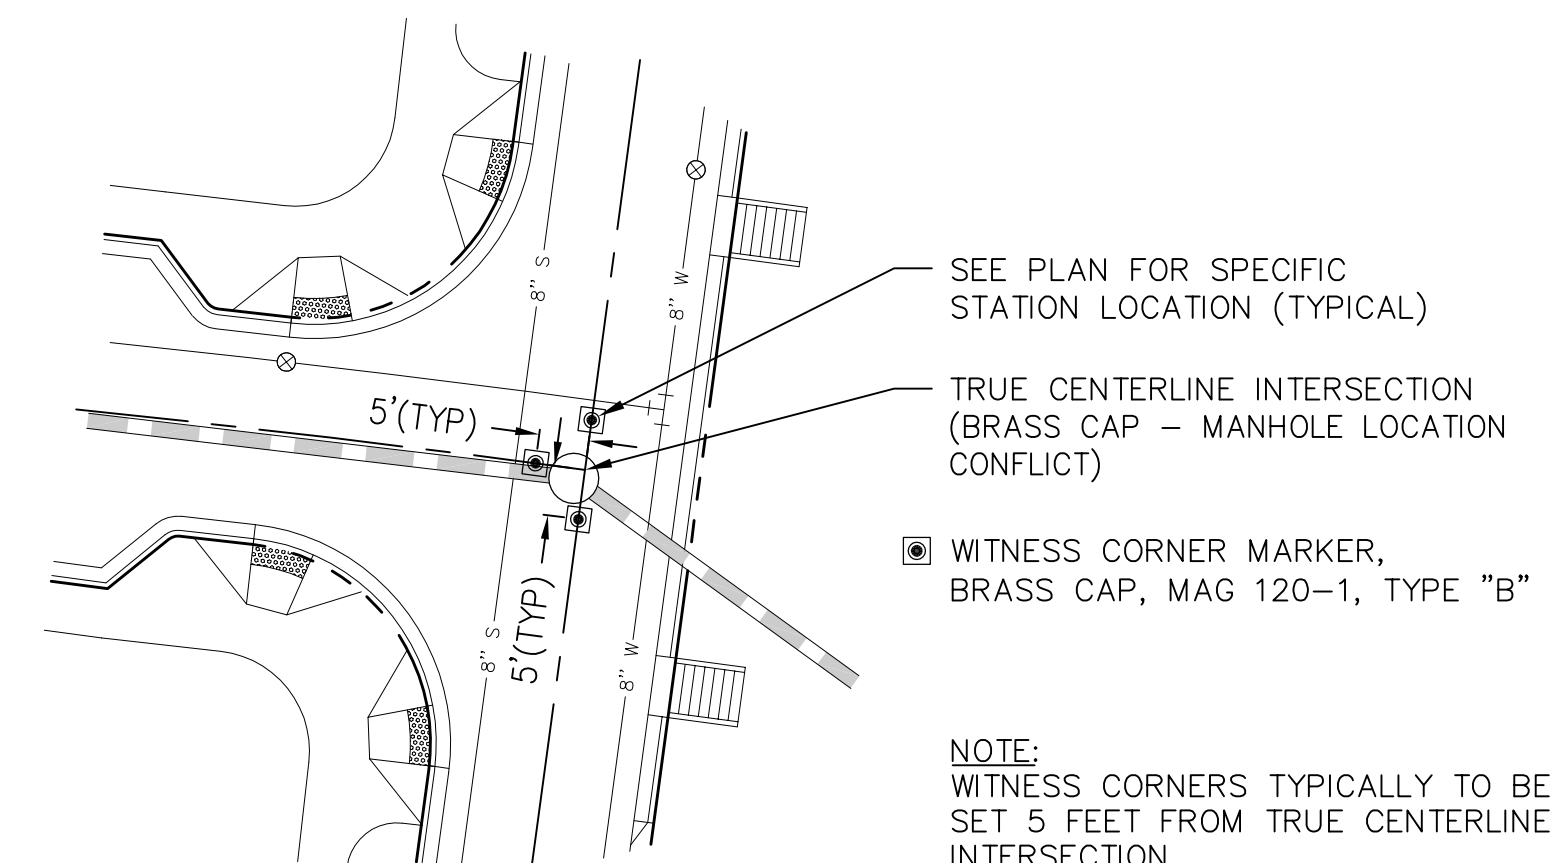 SEE PLAN FOR SPECIFIC
STATION LOCATION (TYPICAL)
TRUE CENTERLINE INTERSECTION
(BRASS CAP – MANHOLE LOCATION
CONFLICT)
WITNESS CORNER MARKER,
BRASS CAP, MAG 120–1, TYPE "B"
NOTE:
WITNESS CORNERS TYPICALLY TO BE
SET 5 FEET FROM TRUE CENTERLINE
INTERSECTION
8" S
8" W
5'(TYP)
5'(TYP)
8" S
8" W